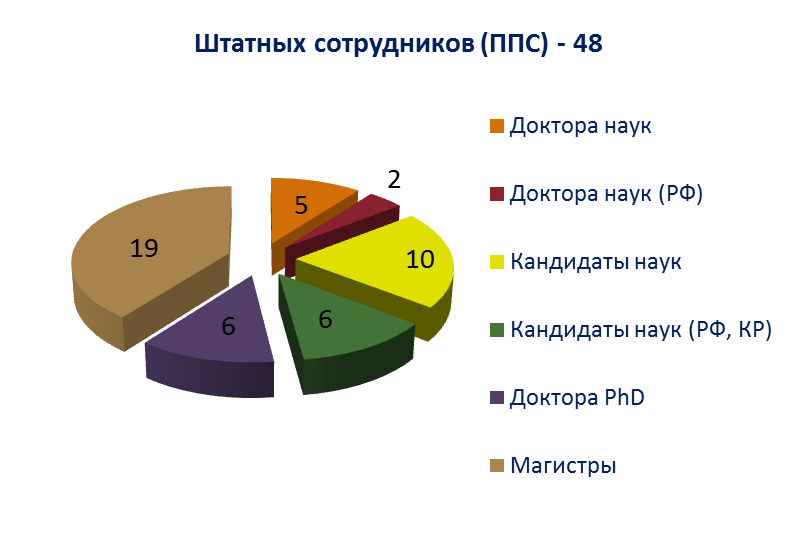 Штатных сотрудников (ППС) - 48
5
2
10
6
6
19
Доктора наук
Доктора наук (РФ)
Кандидаты наук
Кандидаты наук (РФ, КР)
Доктора PhD
Магистры